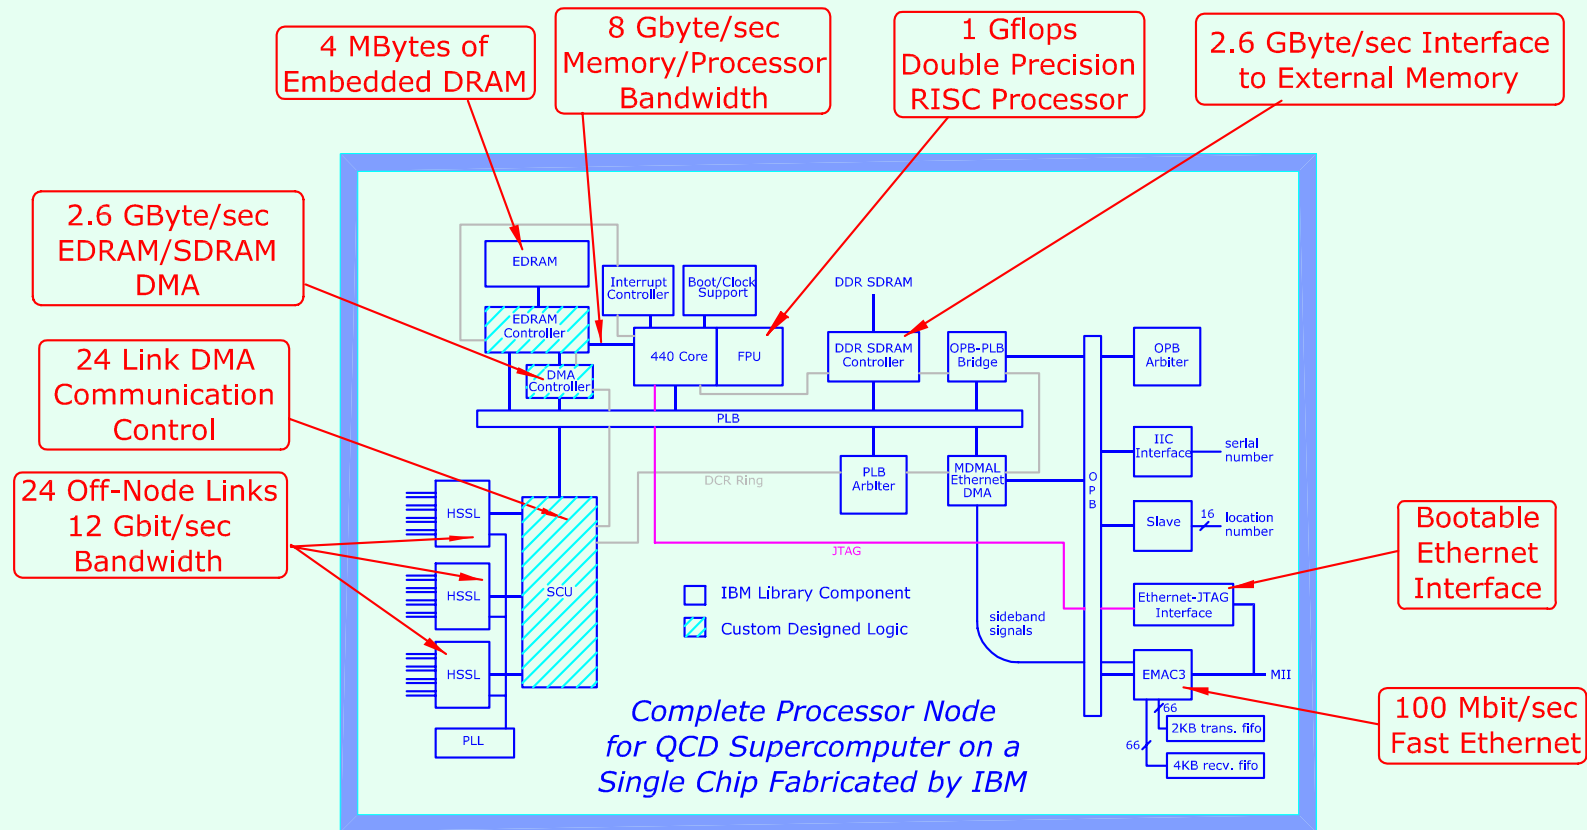 4 MBytes of
Embedded DRAM
8 Gbyte/sec
Memory/Processor
Bandwidth
1 Gflops
Double Precision
RISC Processor
2.6 GByte/sec Interface
to External Memory
2.6 GByte/sec
EDRAM/SDRAM
DMA
24 Link DMA
Communication
Control
24 Off-Node Links
12 Gbit/sec
Bandwidth
EDRAM
EDRAM
Controller
DMA
Controller
Interrupt
Controller
Boot/Clock
Support
440 Core
FPU
DDR SDRAM
DDR SDRAM
Controller
OPB-PLB
Bridge
OPB
Arbiter
PLB
PLB
Arbiter
MDMAL
Ethernet
DMA
DCR Ring
O
P
B
IIC
Interface
serial
number
Slave
16
location
number
HSSL
HSSL
HSSL
SCU
PLL
JTAG
IBM Library Component
Custom Designed Logic
sideband
signals
Ethernet-JTAG
Interface
EMAC3
MII
66
2KB trans. fifo
66
4KB recv. fifo
Bootable
Ethernet
Interface
100 Mbit/sec
Fast Ethernet
Complete Processor Node
for QCD Supercomputer on a
Single Chip Fabricated by IBM